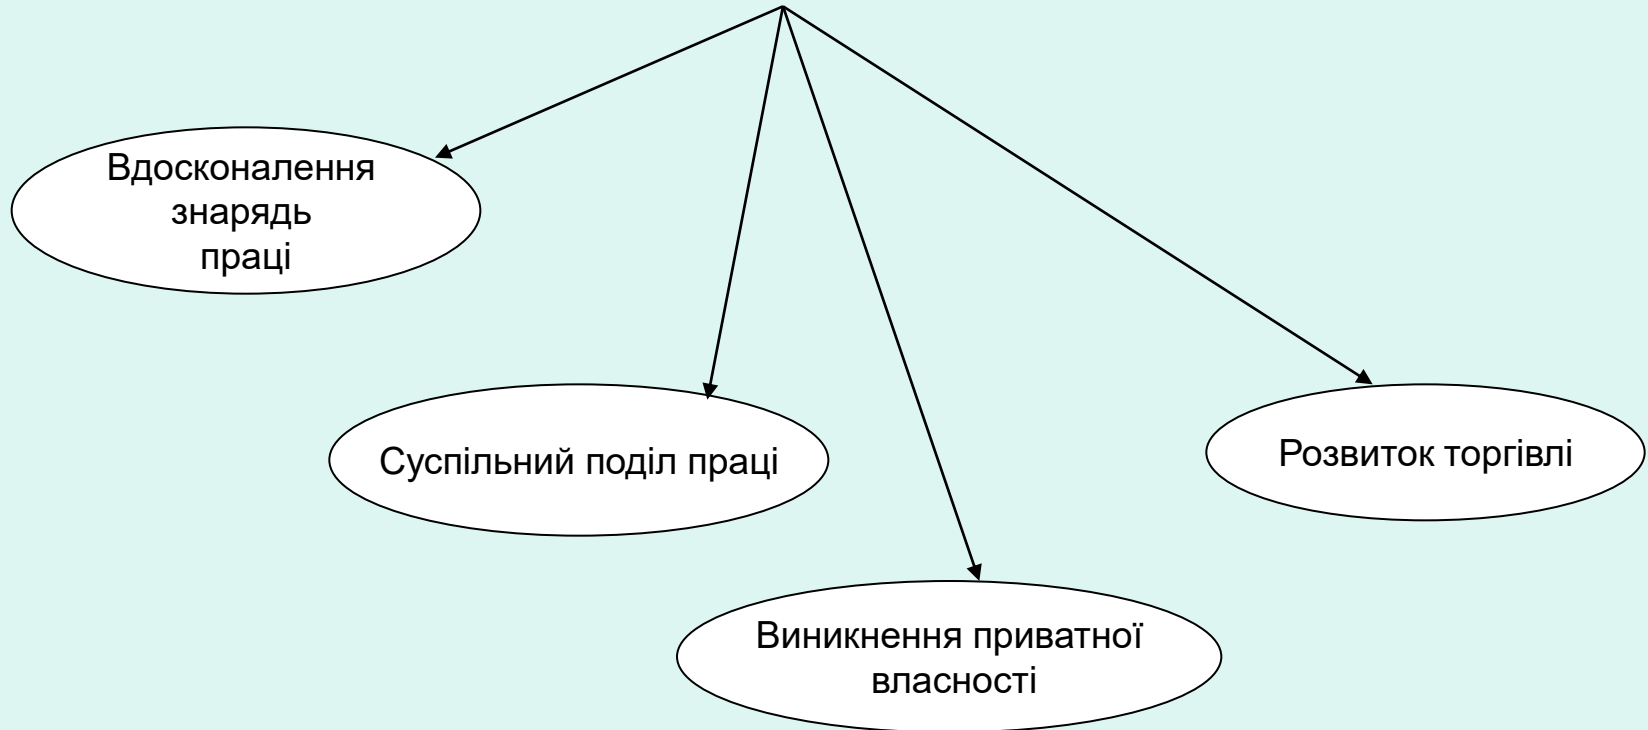 Вдосконалення
знарядь
праці
Суспільний поділ праці
Розвиток торгівлі
Виникнення приватної
власності